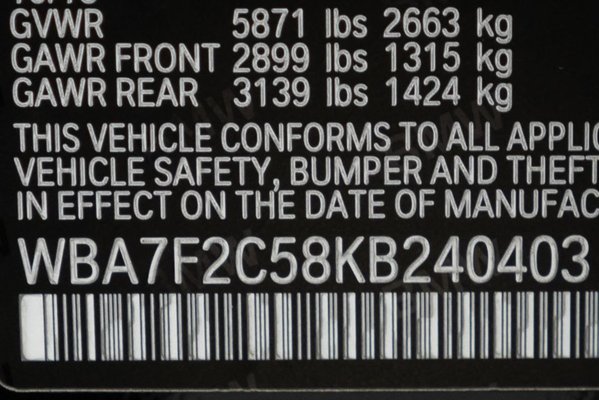 GVWR 5871 lbs 2663 kg
GAWR FRONT 2899 lbs 1315 kg
GAWR REAR 3139 lbs 1424 kg
THIS VEHICLE CONFORMS TO ALL APPLIC
VEHICLE SAFETY, BUMPER AND THEFT
IN EFFECT ON THE DATE OF MANUFAC
WBA7F2C58KB240403